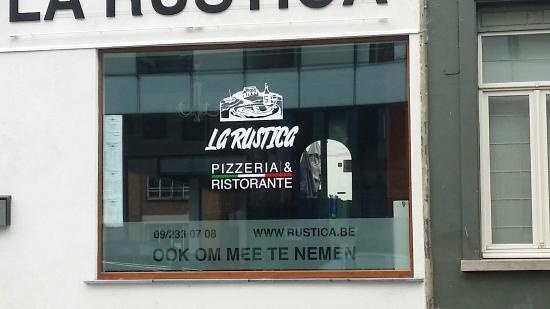 LA RUSTICA
LA RUSTICA
PIZZERIA &
RISTORANTE
09/233 07 08 WWW.RUSTICA.BE
OOK OM MEE TE NEMEN